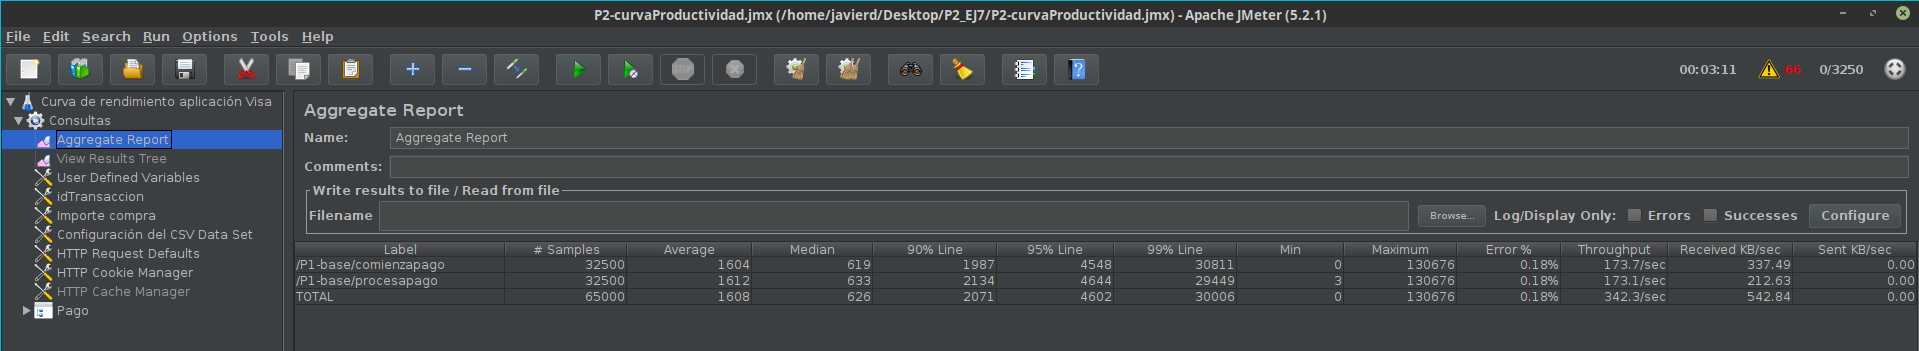 P2-curvaProductividad.jmx (/home/javierd/Desktop/P2_EJ7/P2-curvaProductividad.jmx) - Apache JMeter (5.2.1)
File Edit Search Run Options Tools Help
00:03:11 66 0/3250
Curva de rendimiento aplicación Visa
Consultas
Aggregate Report
View Results Tree
User Defined Variables
idTransaccion
Importe compra
Configuración del CSV Data Set
HTTP Request Defaults
HTTP Cookie Manager
HTTP Cache Manager
Pago
Aggregate Report
Name: Aggregate Report
Comments:
Write results to file / Read from file
Filename Browse... Log/Display Only: Errors Successes Configure
Label # Samples Average Median 90% Line 95% Line 99% Line Min Maximum Error % Throughput Received KB/sec Sent KB/sec
/P1-base/comienzapago 32500 1604 619 1987 4548 30811 0 130676 0.18% 173.7/sec 337.49 0.00
/P1-base/procesapago 32500 1612 633 2134 4644 29449 3 130676 0.18% 173.1/sec 212.63 0.00
TOTAL 65000 1608 626 2071 4602 30006 0 130676 0.18% 342.3/sec 542.84 0.00